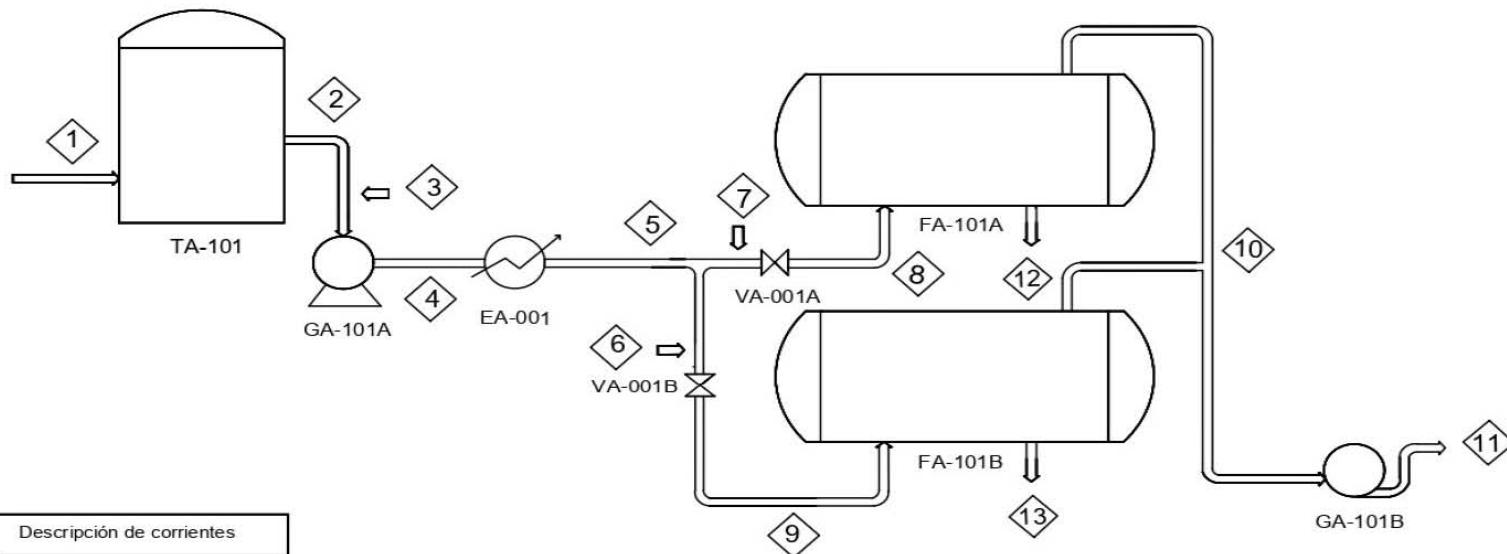 1
2
3
TA-101
GA-101A
4
EA-001
5
7
VA-001A
6
VA-001B
8
FA-101A
12
10
FA-101B
13
9
11
GA-101B
Descripción de corrientes